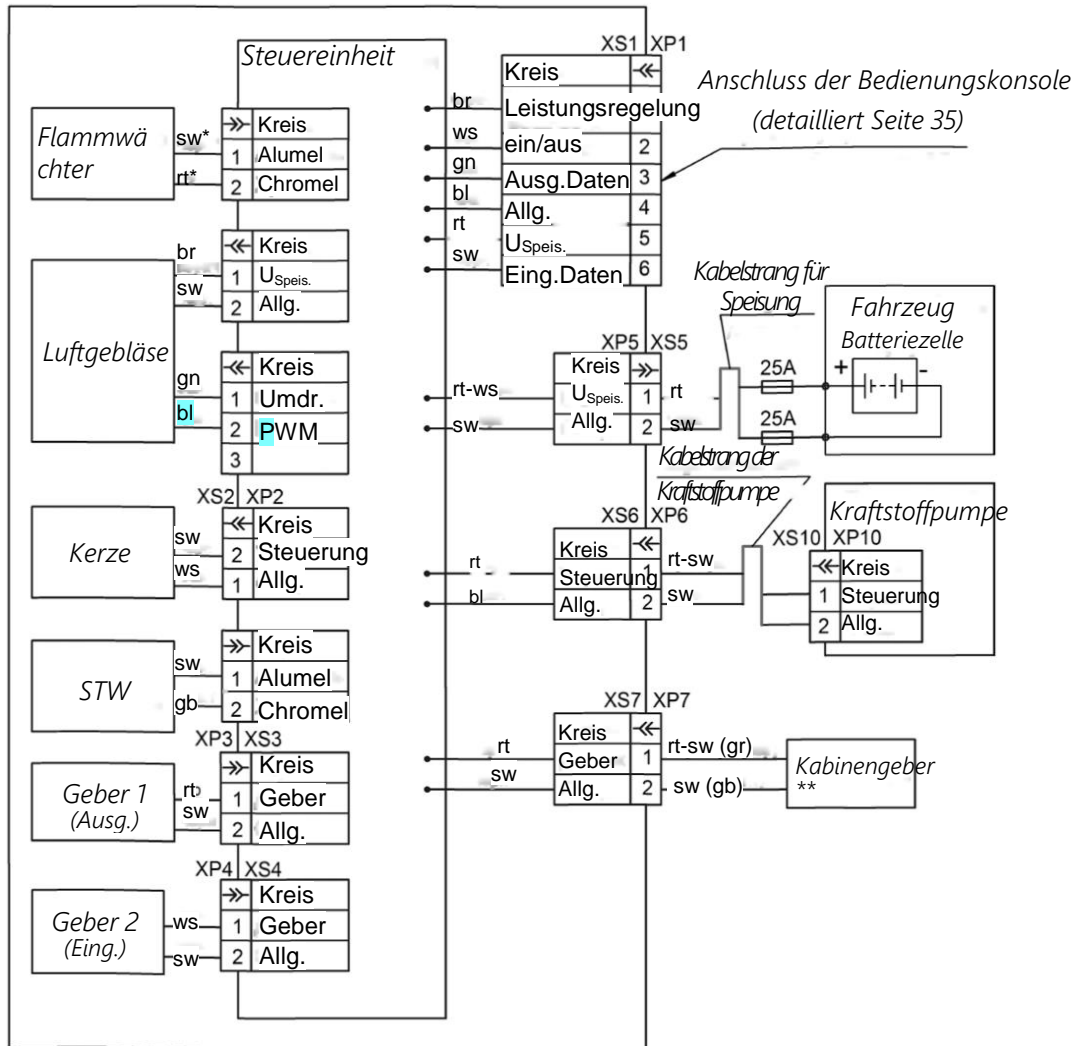 Steuereinheit
XS1 XP1
Kreis
br Leistungsregelung
ws ein/aus 2
gn Ausg.Daten 3
bl Allg. 4
rt USpeis. 5
sw Eing.Daten 6
Anschluss der Bedienungskonsole
(detailliert Seite 35)
Flammwä
chter
sw*
rt*
Kreis
1 Alumel
2 Chromel
Luftgebläse
br
sw
Kreis
1 USpeis.
2 Allg.
gn
bl
Kreis
1 Umdr.
2 PWM
3
Kabelstrang für
Speisung
Fahrzeug
Batteriezelle
+ -
25A
25A
XP5 XS5
Kreis
rt-ws USpeis. 1 rt
sw Allg. 2 sw
Kabelstrang der
Kraftstoffpumpe
XS2 XP2
Kerze
sw
ws
Kreis
2 Steuerung
1 Allg.
XS6 XP6
Kreis
rt Steuerung 1 rt-sw
bl Allg. 2 sw
Kraftstoffpumpe
XS10 XP10
Kreis
1 Steuerung
2 Allg.
STW
sw
gb
Kreis
1 Alumel
2 Chromel
XS7 XP7
Kreis
rt Geber 1 rt-sw (gr)
sw Allg. 2 sw (gb)
Kabinengeber
**
XP3 XS3
Geber 1
(Ausg.)
rt
sw
Kreis
1 Geber
2 Allg.
XP4 XS4
Geber 2
(Eing.)
ws
sw
Kreis
1 Geber
2 Allg.